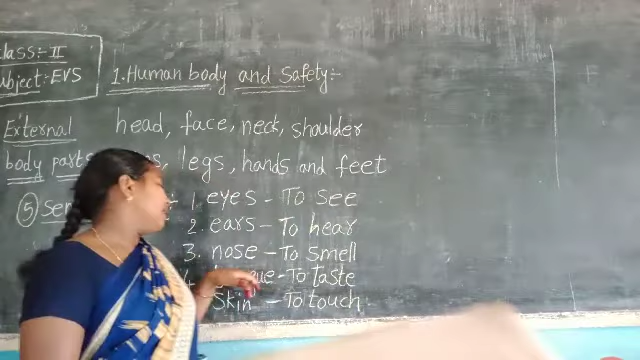 Class:- II
Subject:- EVS
1. Human body and Safety:-
External head, face, neck, shoulder
body parts legs, hands and feet
5 1. eyes - To see
2. ears - To hear
3. nose - To smell
4. - To taste
Skin - To touch